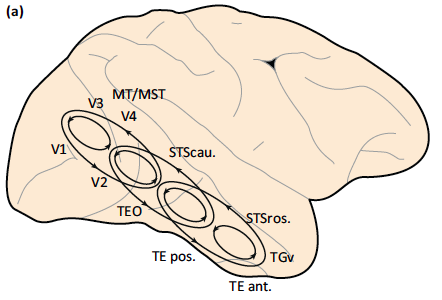 (a)
MT/MST
V3
V4
V1
STScau.
V2
TEO
STSros.
TE pos.
TGv
TE ant.